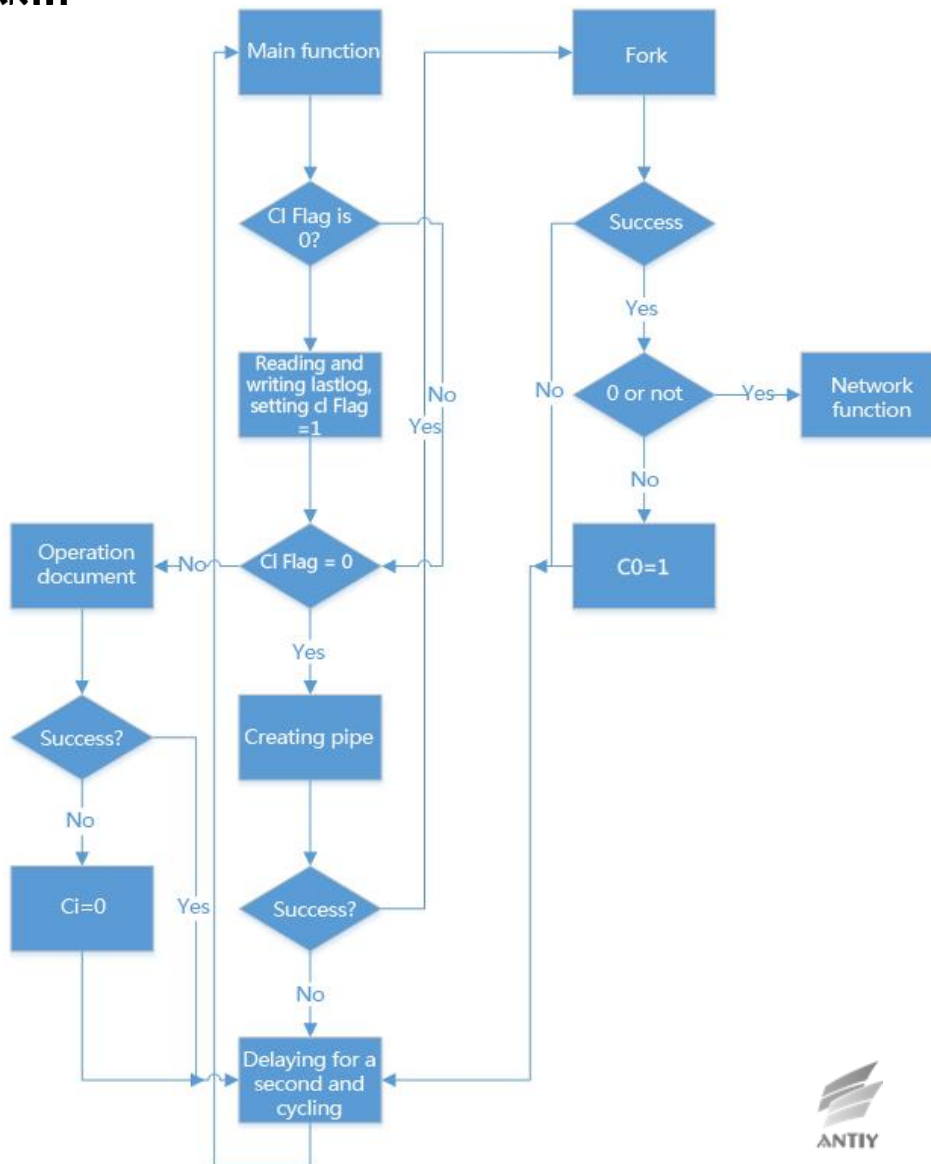 Main function
Fork
Cl Flag is
0?
Success
Yes
Reading and
writing lastlog,
setting cl Flag
=1
No
Yes
No
0 or not
Yes
Network
function
No
Operation
document
No
Cl Flag = 0
C0=1
Yes
Success?
Creating pipe
No
Ci=0
Yes
Success?
No
Delaying for a
second and
cycling
ANTIY